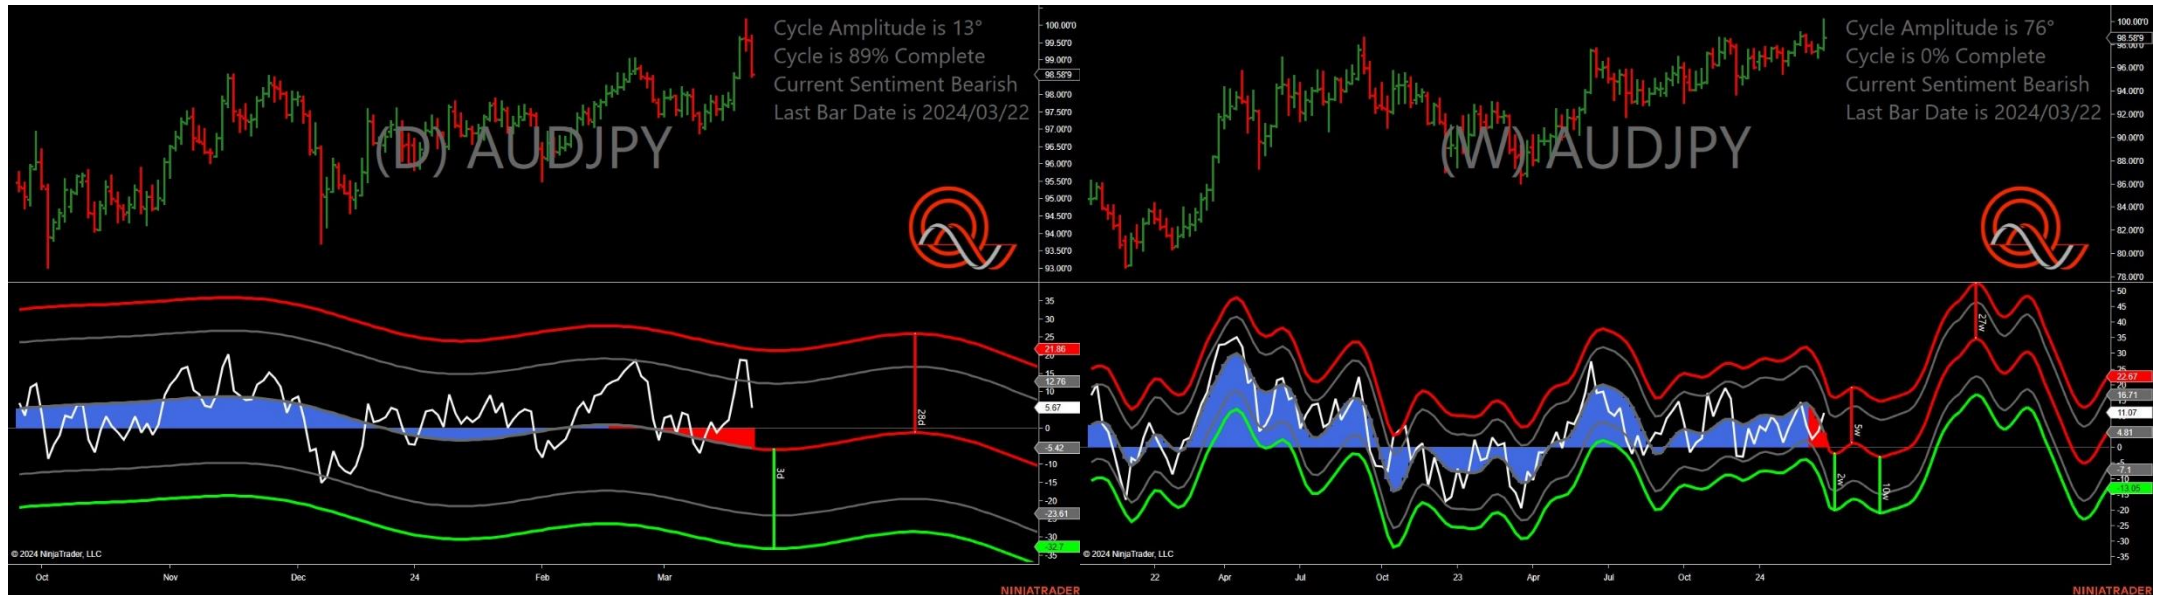 Cycle Amplitude is 13°
Cycle is 89% Complete
Current Sentiment Bearish
Last Bar Date is 2024/03/22
(D) AUDJPY
100.00'0
99.50'0
99.00'0
98.58'9
98.00'0
97.50'0
97.00'0
96.50'0
96.00'0
95.50'0
95.00'0
94.50'0
94.00'0
93.50'0
93.00'0
35
30
25
21.86
20
15
12.76
10
5.67
0
-5.42
-10
-15
-20
-23.61
-30
-32.7
-35
28d
3d
© 2024 NinjaTrader, LLC
Oct
Nov
Dec
24
Feb
Mar
NINJATRADER
Cycle Amplitude is 76°
Cycle is 0% Complete
Current Sentiment Bearish
Last Bar Date is 2024/03/22
(W) AUDJPY
100.00'0
98.58'9
98.00'0
96.00'0
94.00'0
92.00'0
90.00'0
88.00'0
86.00'0
84.00'0
82.00'0
80.00'0
78.00'0
50
45
40
35
30
25
22.67
16.71
15
11.07
4.81
0
-7.1
-13.05
-15
-20
-25
-30
-35
27w
5w
2w
10w
© 2024 NinjaTrader, LLC
22
Apr
Jul
Oct
23
Apr
Jul
Oct
24
NINJATRADER